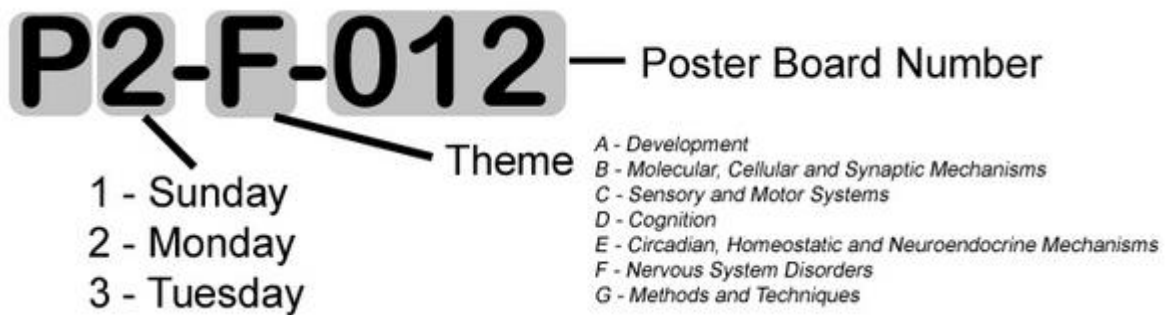 P2-F-012
Poster Board Number
Theme
1 - Sunday
2 - Monday
3 - Tuesday
A - Development
B - Molecular, Cellular and Synaptic Mechanisms
C - Sensory and Motor Systems
D - Cognition
E - Circadian, Homeostatic and Neuroendocrine Mechanisms
F - Nervous System Disorders
G - Methods and Techniques